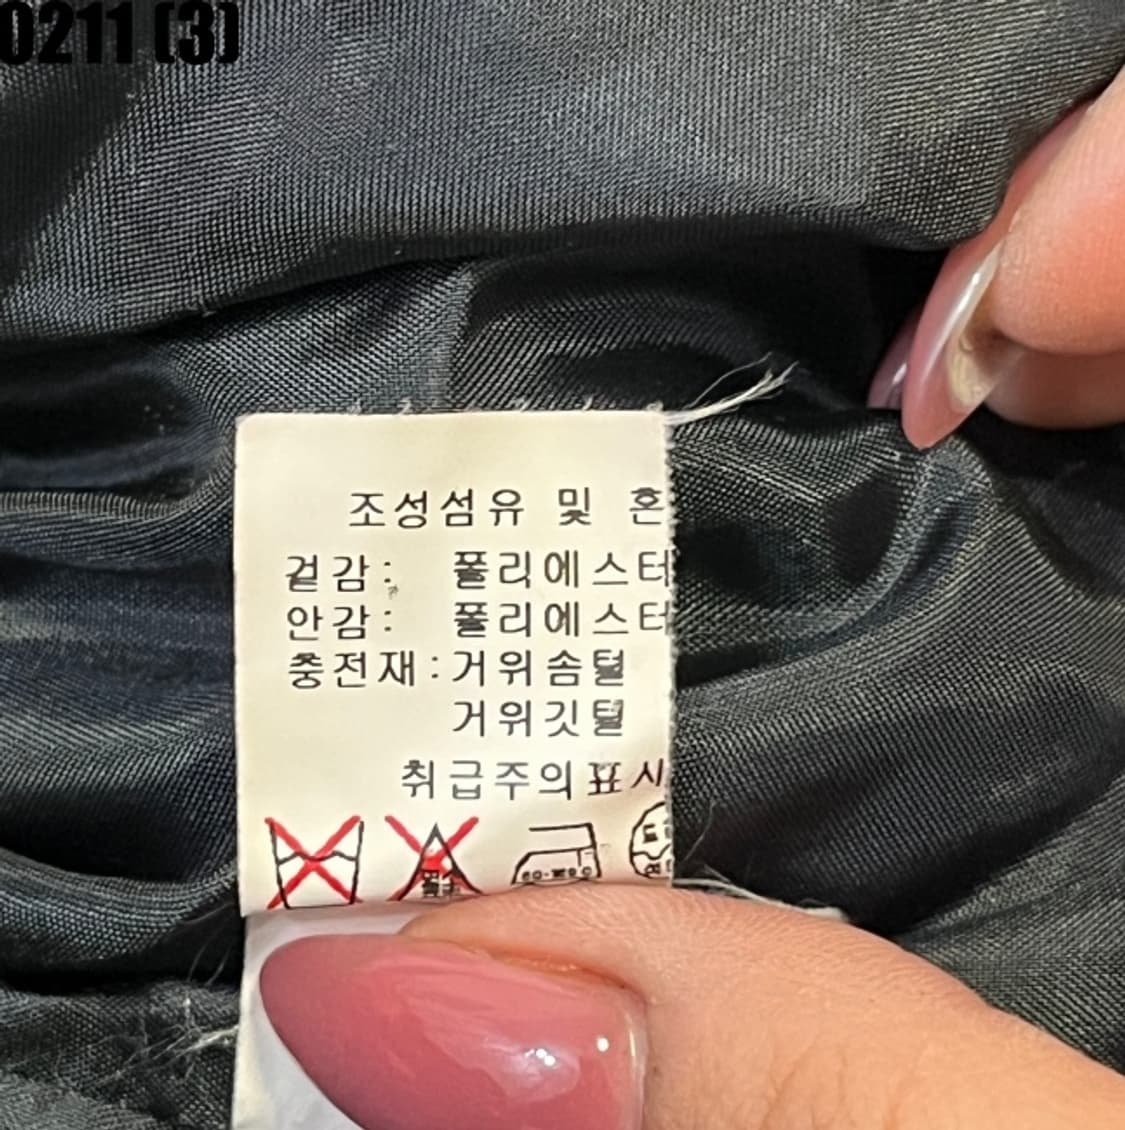 0211 (3)
조성섬유 및 혼
겉감: 폴리에스터
안감: 폴리에스터
충전재:거위솜털
거위깃털
취급주의표시